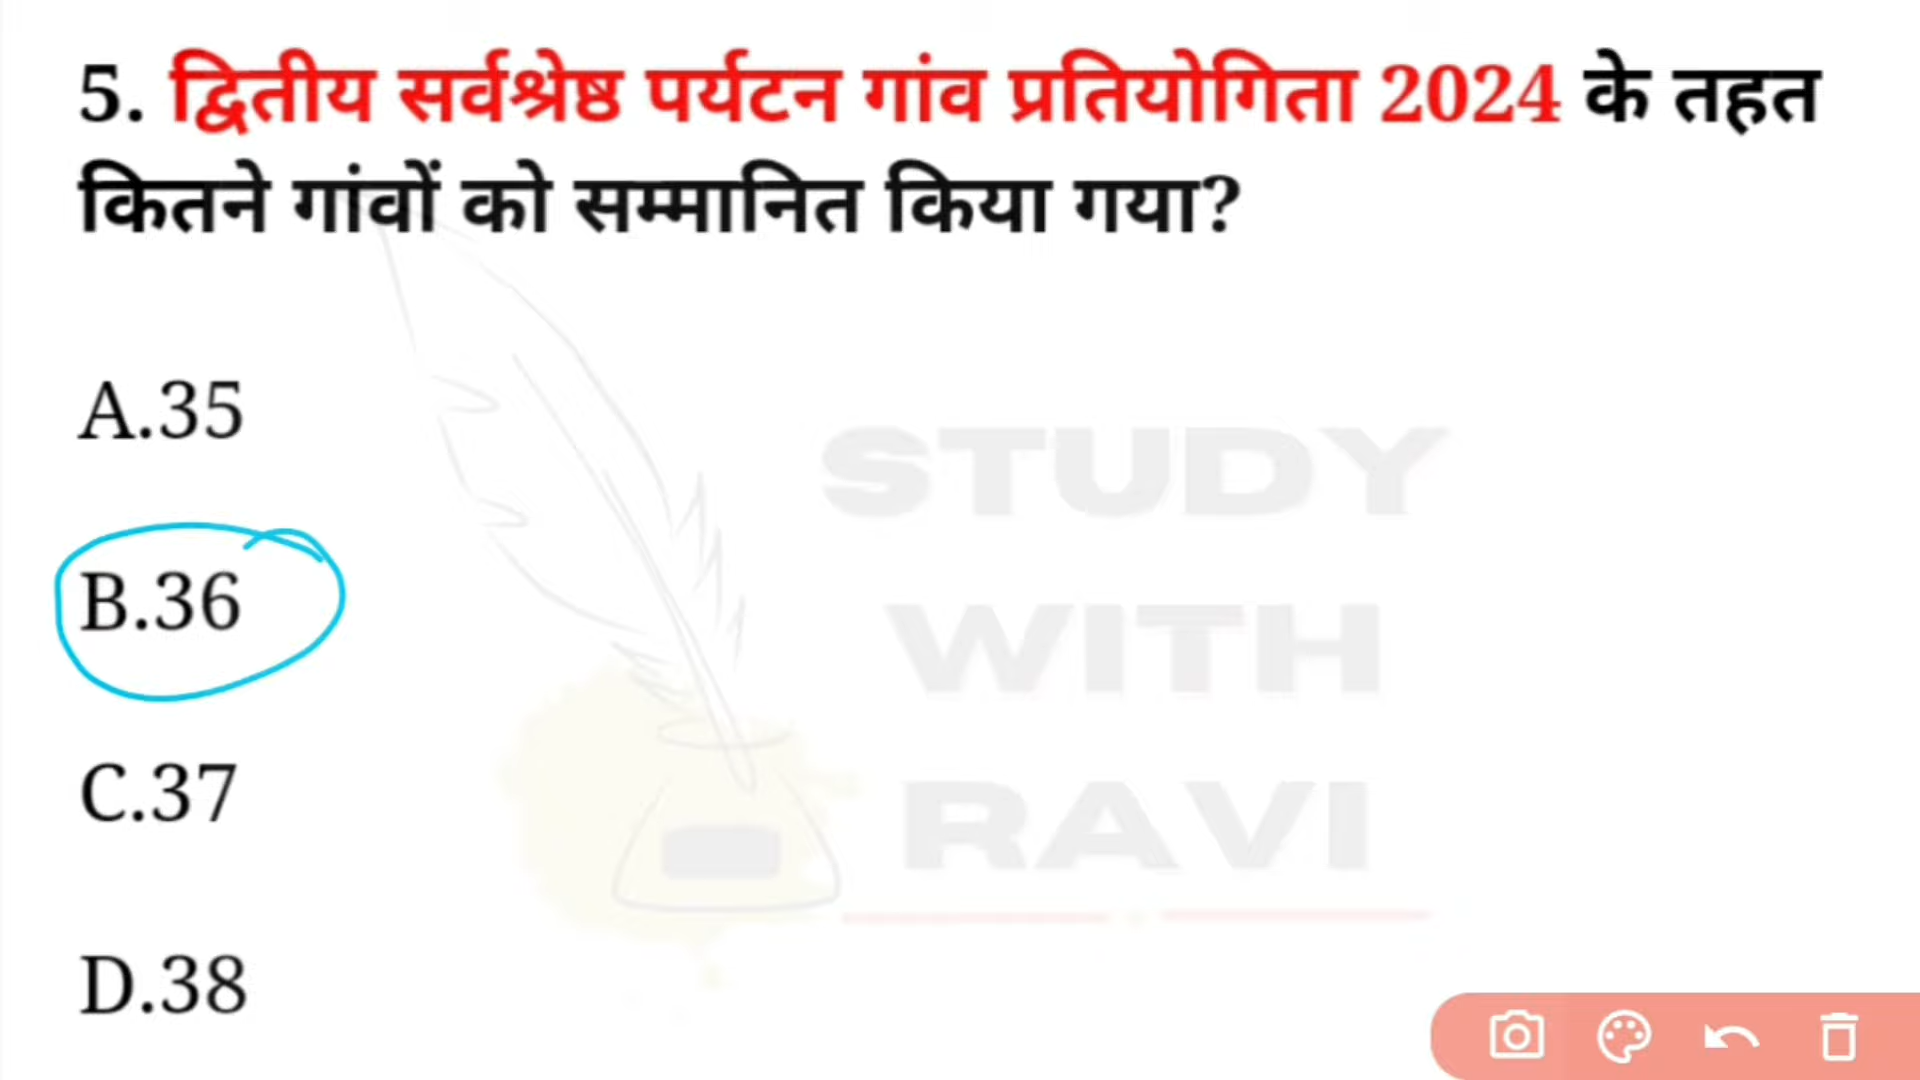 5. द्वितीय सर्वश्रेष्ठ पर्यटन गांव प्रतियोगिता 2024 के तहत
कितने गांवों को सम्मानित किया गया?
A.35
B.36
C.37
D.38
STUDY
WITH
RAVI